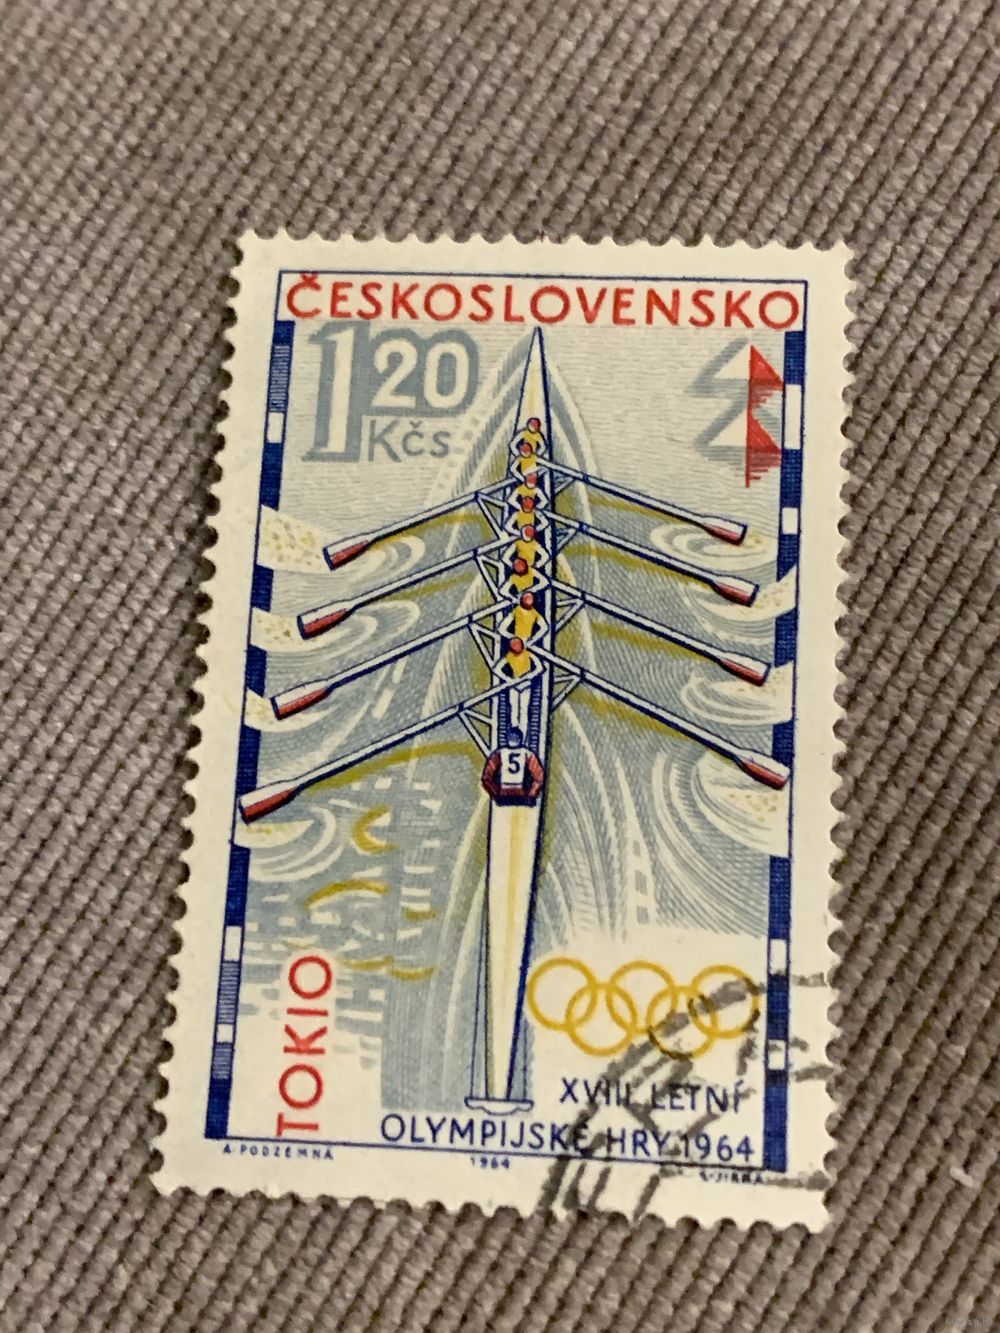 ČESKOSLOVENSKO
1 20
Kčs
5
TOKIO
XVIII. LETNÍ
OLYMPIJSKÉ HRY 1964
A. PODZEMNÁ
1964